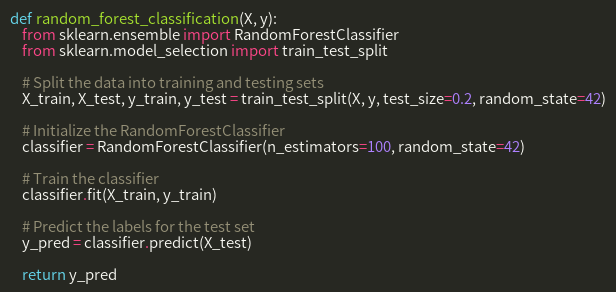 def random_forest_classification(X, y):
from sklearn.ensemble import RandomForestClassifier
from sklearn.model_selection import train_test_split
# Split the data into training and testing sets
X_train, X_test, y_train, y_test = train_test_split(X, y, test_size=0.2, random_state=42)
# Initialize the RandomForestClassifier
classifier = RandomForestClassifier(n_estimators=100, random_state=42)
# Train the classifier
classifier.fit(X_train, y_train)
# Predict the labels for the test set
y_pred = classifier.predict(X_test)
return y_pred